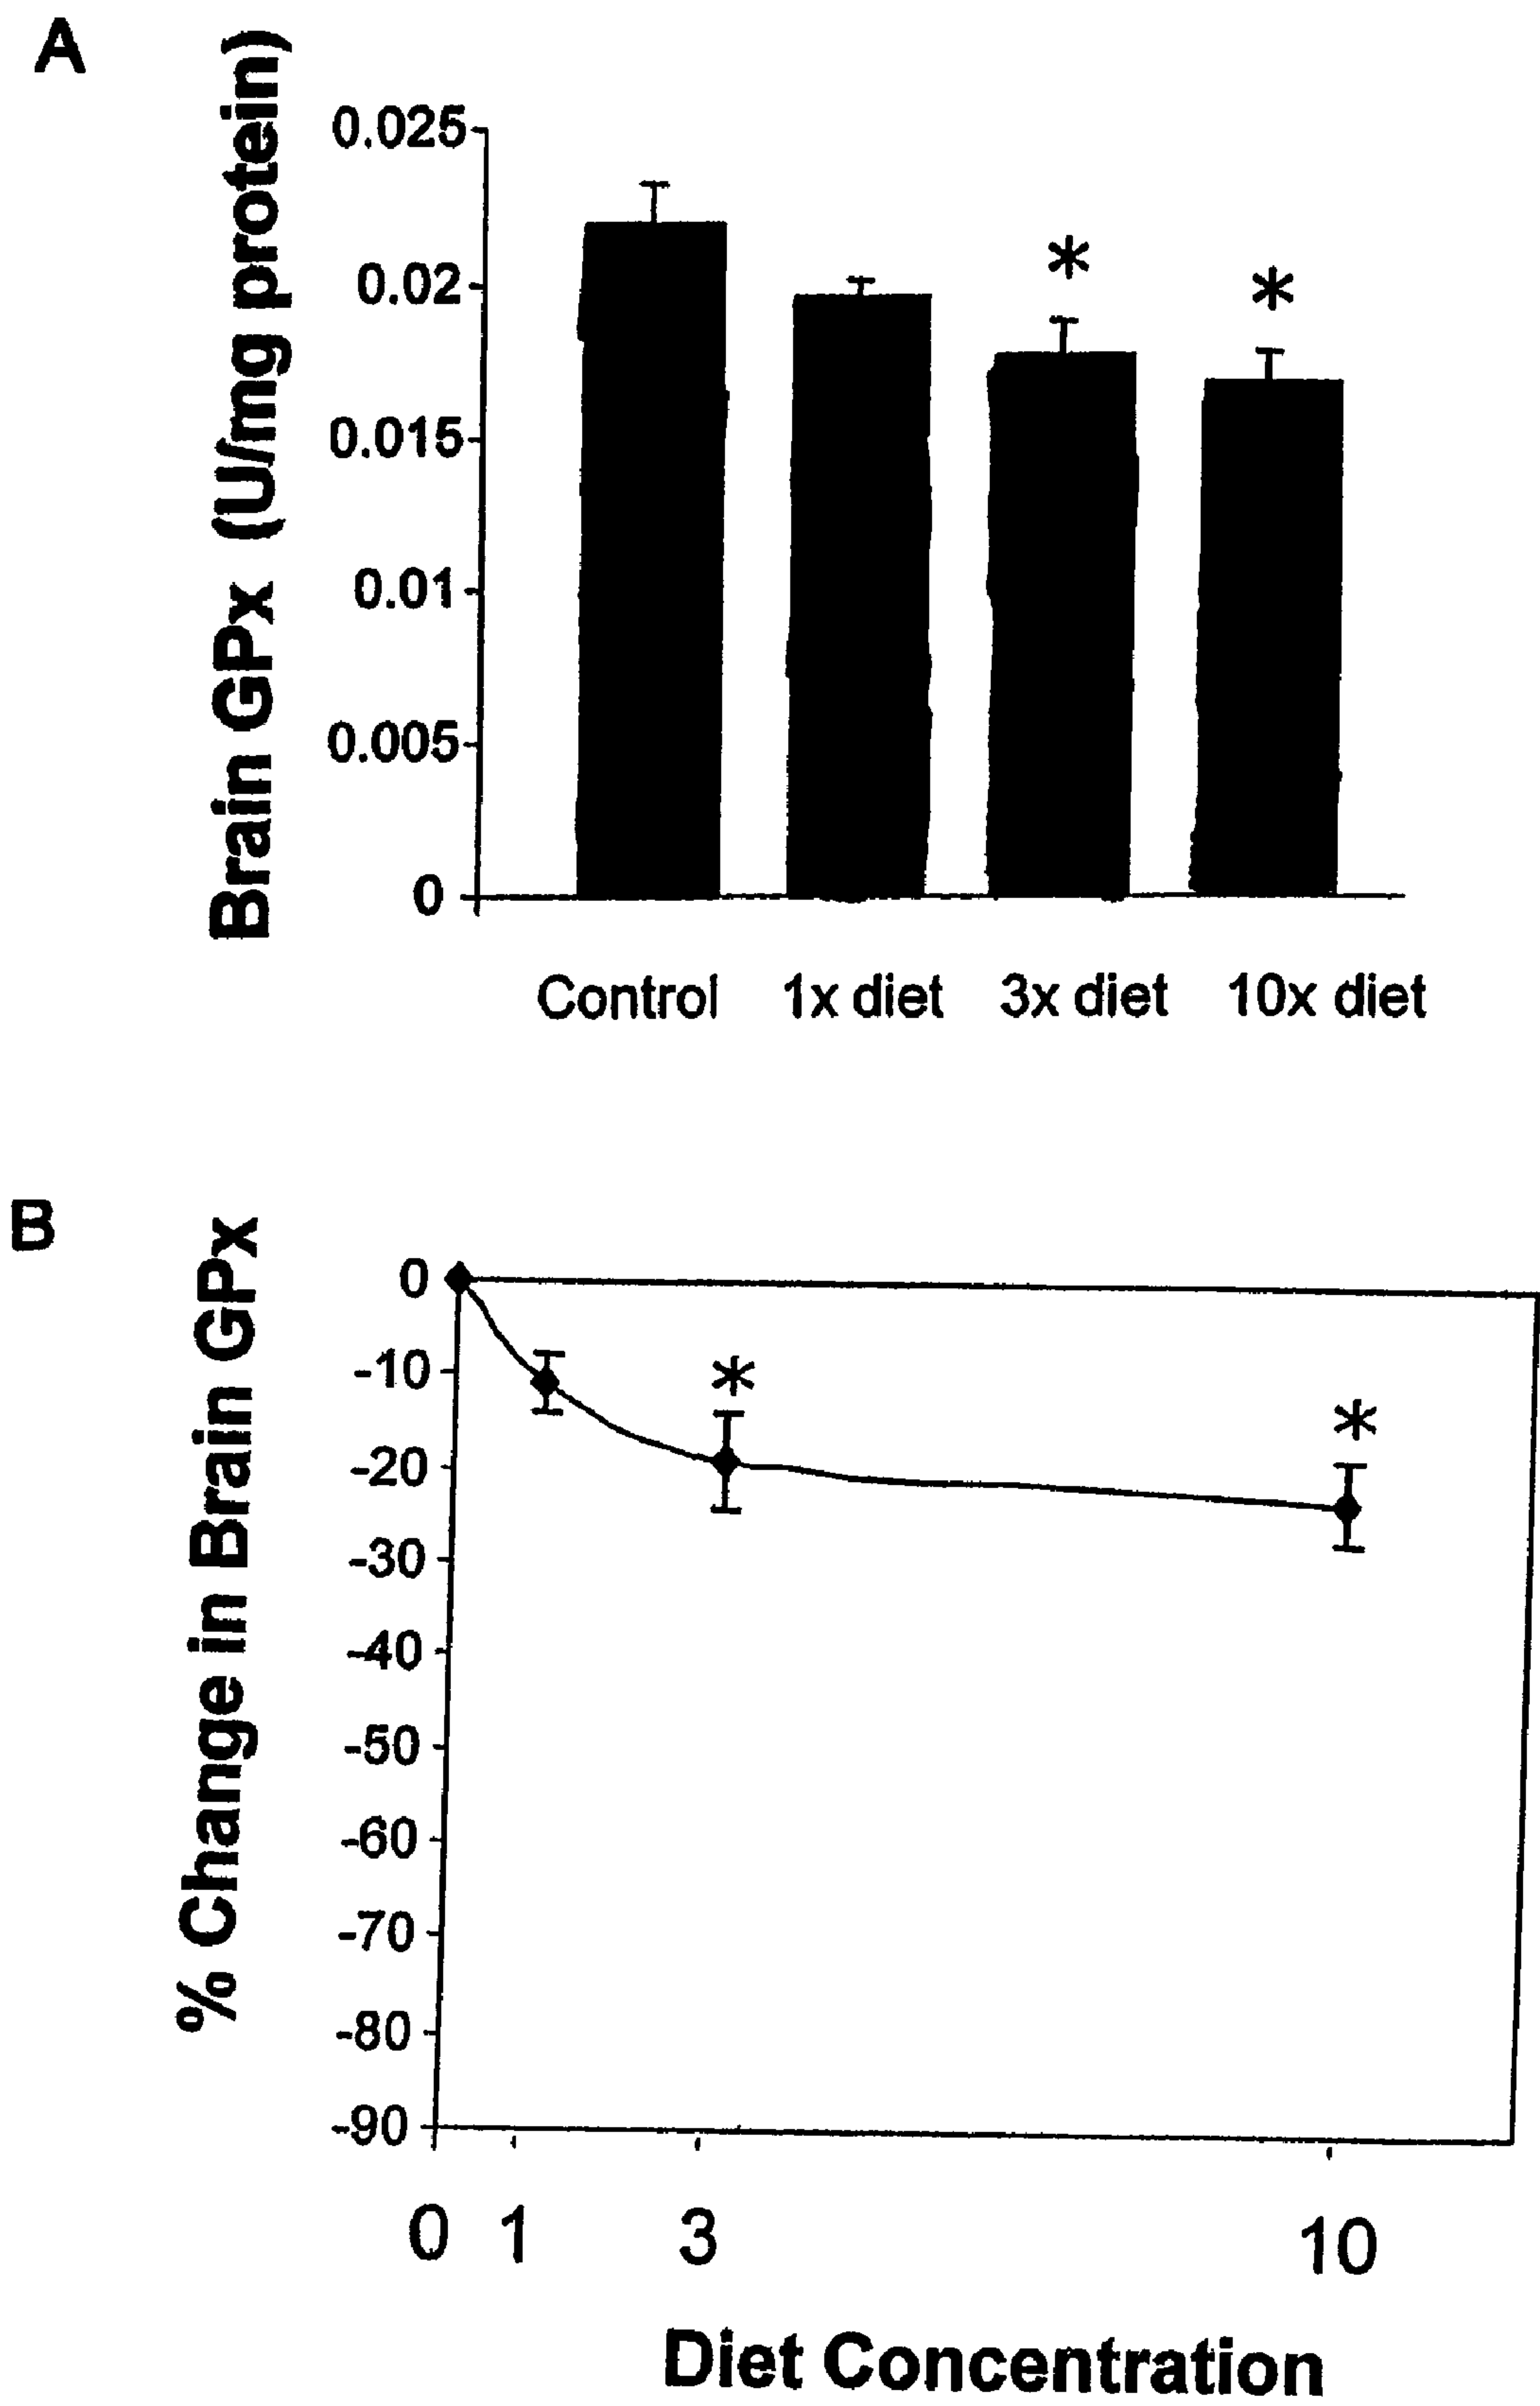 A
Brain GPx (U/mg protein)
0.025
0.02
0.015
0.01
0.005
0
*
*
Control 1x diet 3x diet 10x diet
B
% Change in Brain GPx
0
-10
-20
-30
-40
-50
-60
-70
-80
-90
*
*
0 1 3 10
Diet Concentration